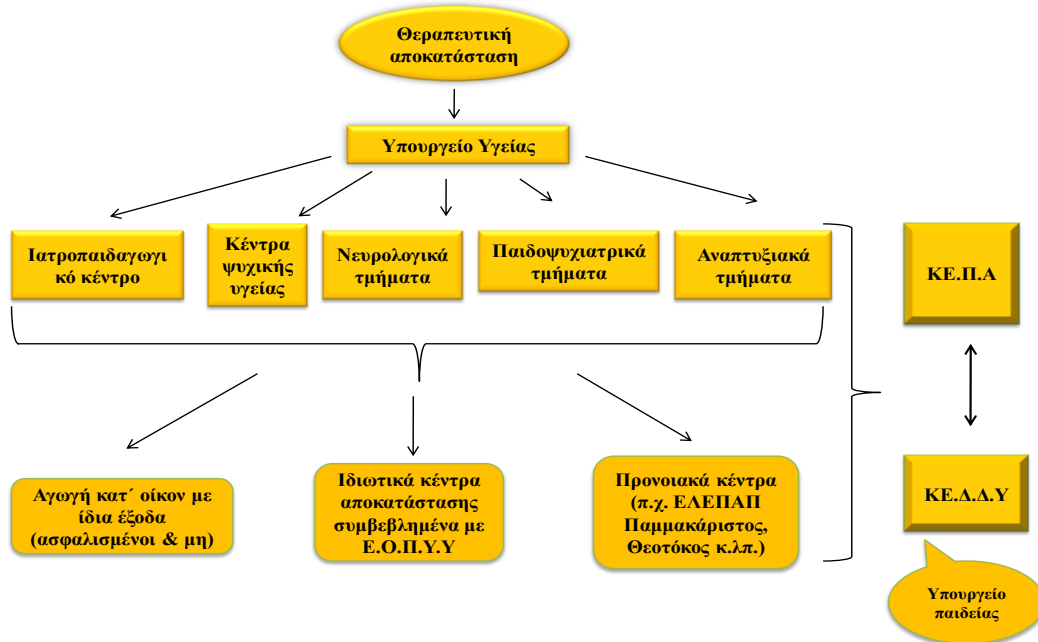 Θεραπευτική
αποκατάσταση
Υπουργείο Υγείας
Ιατροπαιδαγωγι
κό κέντρο
Κέντρα
ψυχικής
υγείας
Νευρολογικά
τμήματα
Παιδοψυχιατρικά
τμήματα
Αναπτυξιακά
τμήματα
ΚΕ.Π.Α
Αγωγή κατ΄ οίκον με
ίδια έξοδα
(ασφαλισμένοι & μη)
Ιδιωτικά κέντρα
αποκατάστασης
συμβεβλημένα με
Ε.Ο.Π.Υ.Υ
Προνοιακά κέντρα
(π.χ. ΕΛΕΠΑΠ
Παμμακάριστος,
Θεοτόκος κ.λπ.)
ΚΕ.Δ.Δ.Υ
Υπουργείο
παιδείας